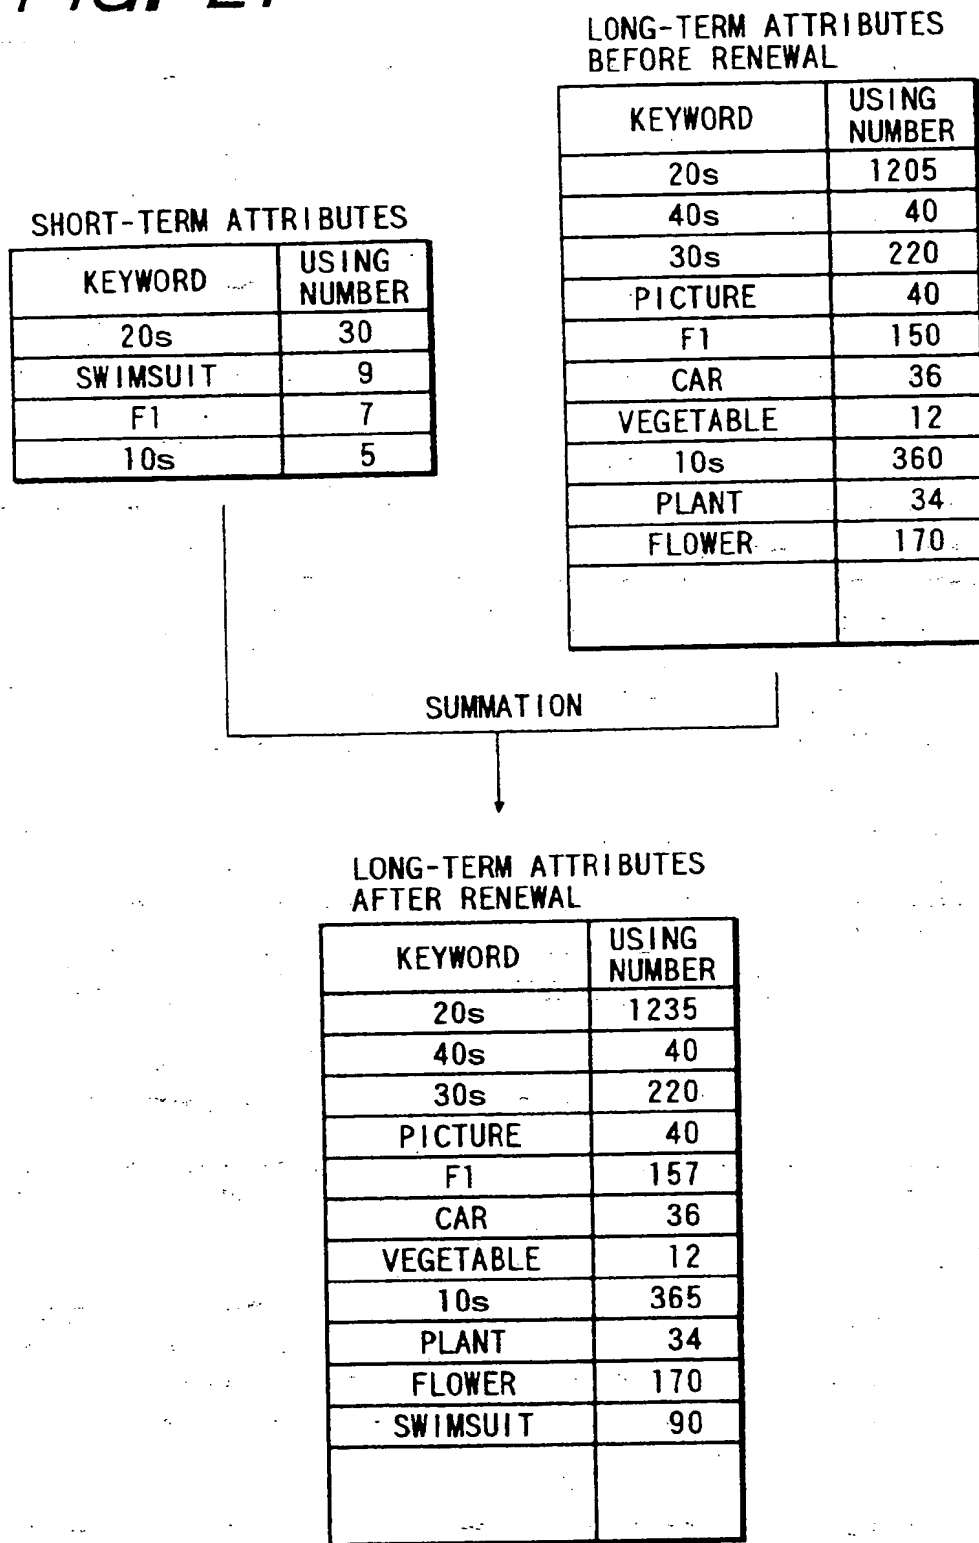 LONG-TERM ATTRIBUTES
BEFORE RENEWAL
KEYWORD USING NUMBER
20s 1205
40s 40
30s 220
PICTURE 40
F1 150
CAR 36
VEGETABLE 12
10s 360
PLANT 34
FLOWER 170
SHORT-TERM ATTRIBUTES
KEYWORD USING NUMBER
20s 30
SWIMSUIT 9
F1 7
10s 5
SUMMATION
LONG-TERM ATTRIBUTES
AFTER RENEWAL
KEYWORD USING NUMBER
20s 1235
40s 40
30s 220
PICTURE 40
F1 157
CAR 36
VEGETABLE 12
10s 365
PLANT 34
FLOWER 170
SWIMSUIT 90